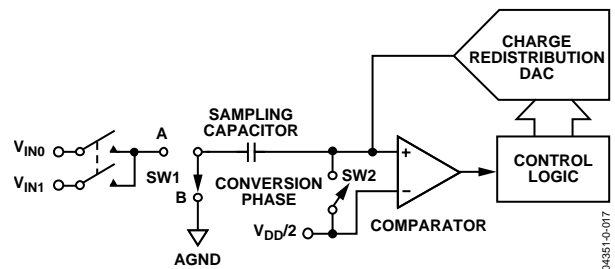 CHARGE
REDISTRIBUTION
DAC
SAMPLING
CAPACITOR
A
VIN0
VIN1
SW1
B
CONVERSION
PHASE
SW2
+
−
CONTROL
LOGIC
COMPARATOR
VDD/2
AGND
04351-0-017